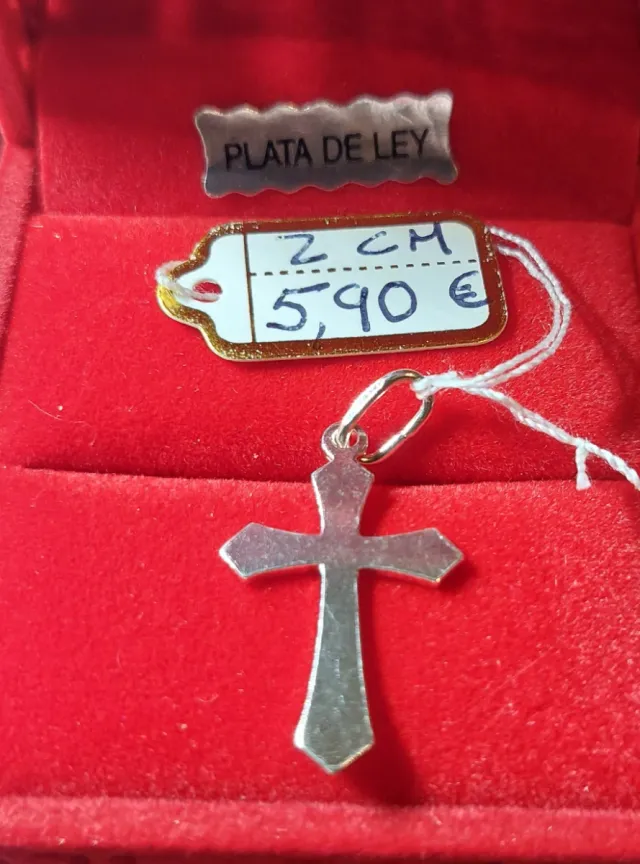 PLATA DE LEY
2 CM
5,90 €